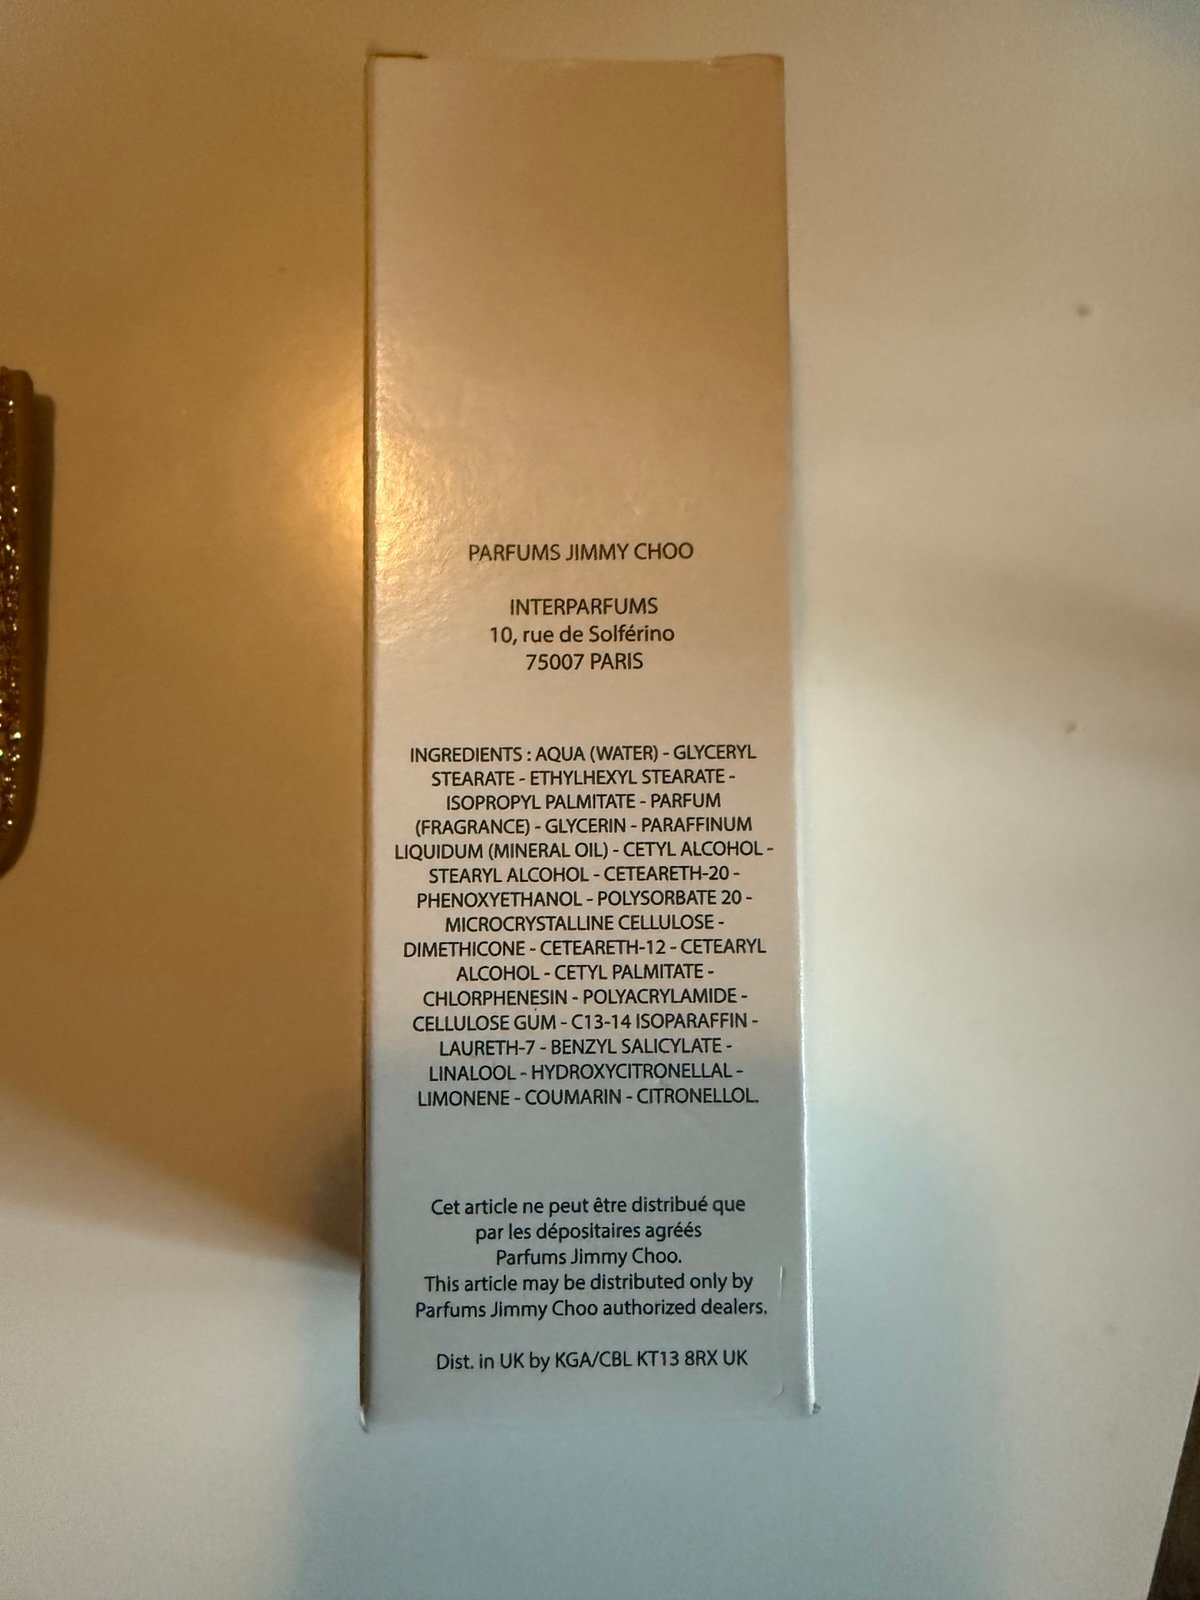 PARFUMS JIMMY CHOO
INTERPARFUMS
10, rue de Solférino
75007 PARIS
INGREDIENTS : AQUA (WATER) - GLYCERYL
STEARATE - ETHYLHEXYL STEARATE -
ISOPROPYL PALMITATE - PARFUM
(FRAGRANCE) - GLYCERIN - PARAFFINUM
LIQUIDUM (MINERAL OIL) - CETYL ALCOHOL -
STEARYL ALCOHOL - CETEARETH-20 -
PHENOXYETHANOL - POLYSORBATE 20 -
MICROCRYSTALLINE CELLULOSE -
DIMETHICONE - CETEARETH-12 - CETEARYL
ALCOHOL - CETYL PALMITATE -
CHLORPHENESIN - POLYACRYLAMIDE -
CELLULOSE GUM - C13-14 ISOPARAFFIN -
LAURETH-7 - BENZYL SALICYLATE -
LINALOOL - HYDROXYCITRONELLAL -
LIMONENE - COUMARIN - CITRONELLOL.
Cet article ne peut être distribué que
par les dépositaires agréés
Parfums Jimmy Choo.
This article may be distributed only by
Parfums Jimmy Choo authorized dealers.
Dist. in UK by KGA/CBL KT13 8RX UK